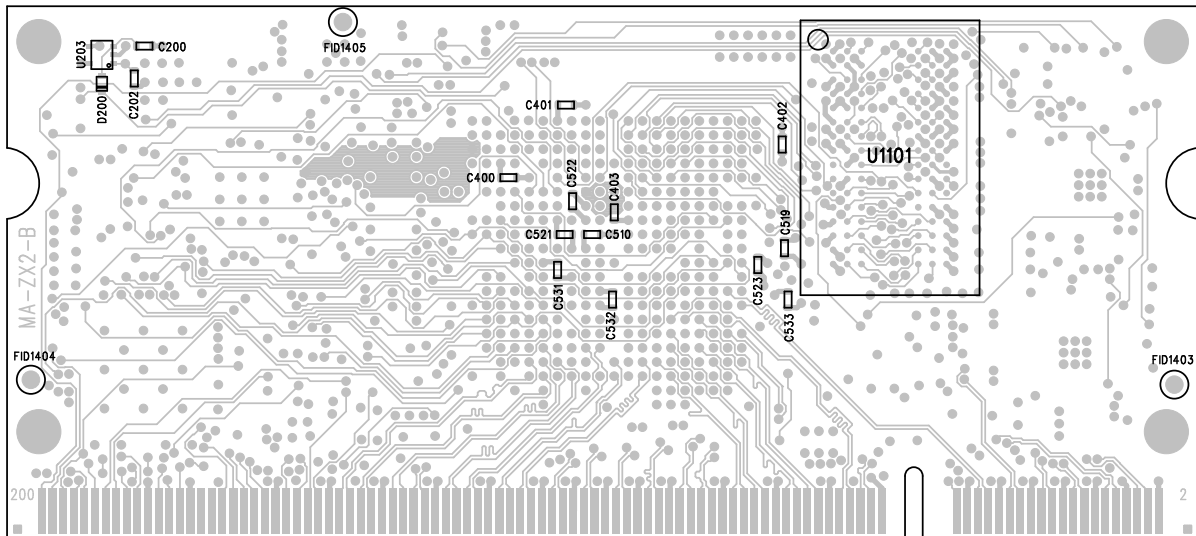 FID1405
U203
C200
D200
C202
C401
C402
U1101
C400
C522
C403
C521
C510
C519
C531
C523
C532
C533
MA-ZX2-B
FID1404
FID1403
200
2